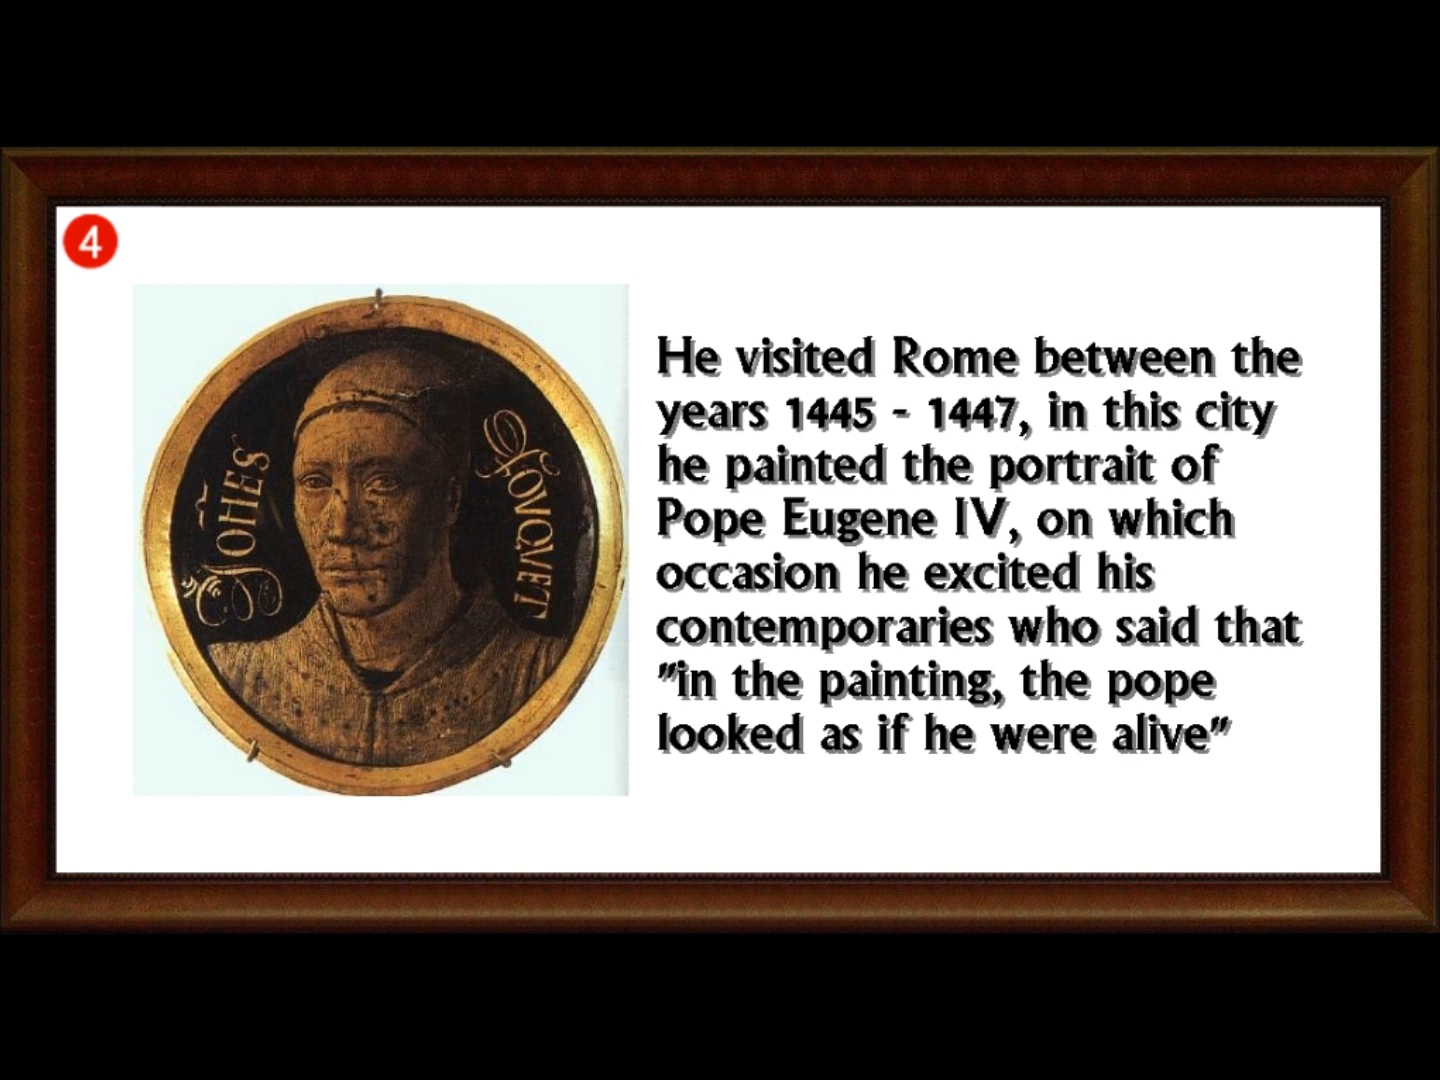 4
JOHES
FOVQVET
He visited Rome between the
years 1445 - 1447, in this city
he painted the portrait of
Pope Eugene IV, on which
occasion he excited his
contemporaries who said that
"in the painting, the pope
looked as if he were alive"